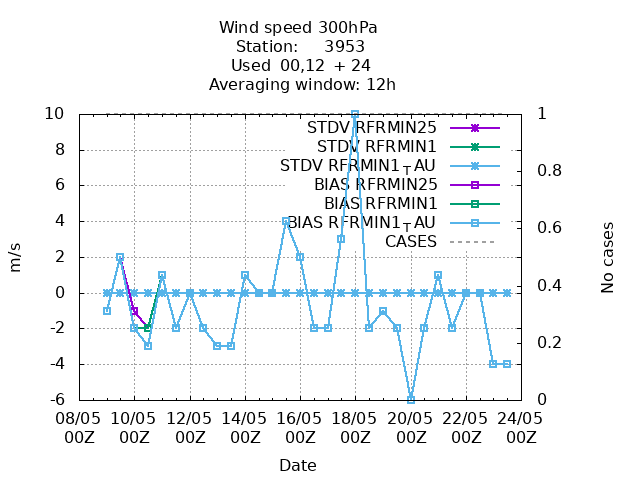 Wind speed 300hPa
Station: 3953
Used 00,12 + 24
Averaging window: 12h
10 1
STDV RFRMIN25
STDV RFRMIN1
8 0.8
STDV RFRMIN1TAU
6 BIAS RFRMIN25
BIAS RFRMIN1
4 0.6
BIAS RFRMIN1TAU
CASES
2
m/s No cases
0 0.4
-2 0.2
-4
-6 0
08/05 10/05 12/05 14/05 16/05 18/05 20/05 22/05 24/05
00Z 00Z 00Z 00Z 00Z 00Z 00Z 00Z 00Z
Date